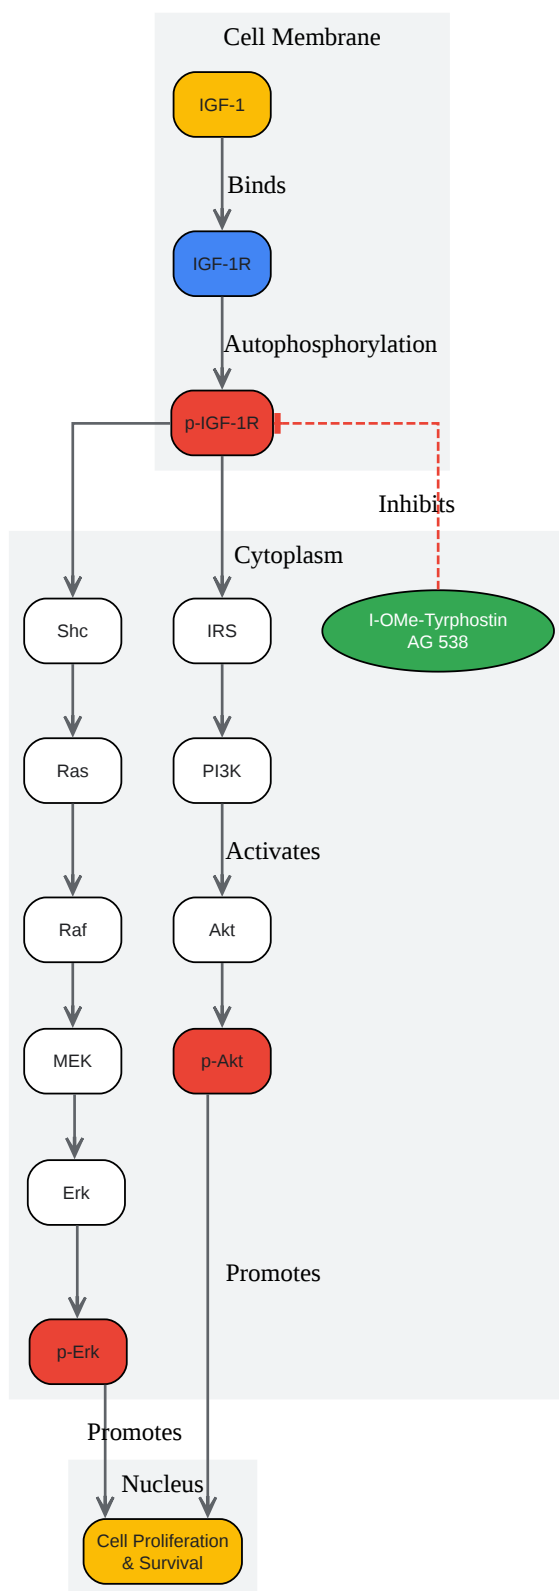 Cell Membrane
IGF-1
Binds
IGF-1R
Autophosphorylation
p-IGF-1R
Inhibits
Cytoplasm
Shc
IRS
I-OMe-Tyrphostin
AG 538
Ras
PI3K
Activates
Raf
Akt
MEK
p-Akt
Erk
Promotes
p-Erk
Promotes
Nucleus
Cell Proliferation
& Survival